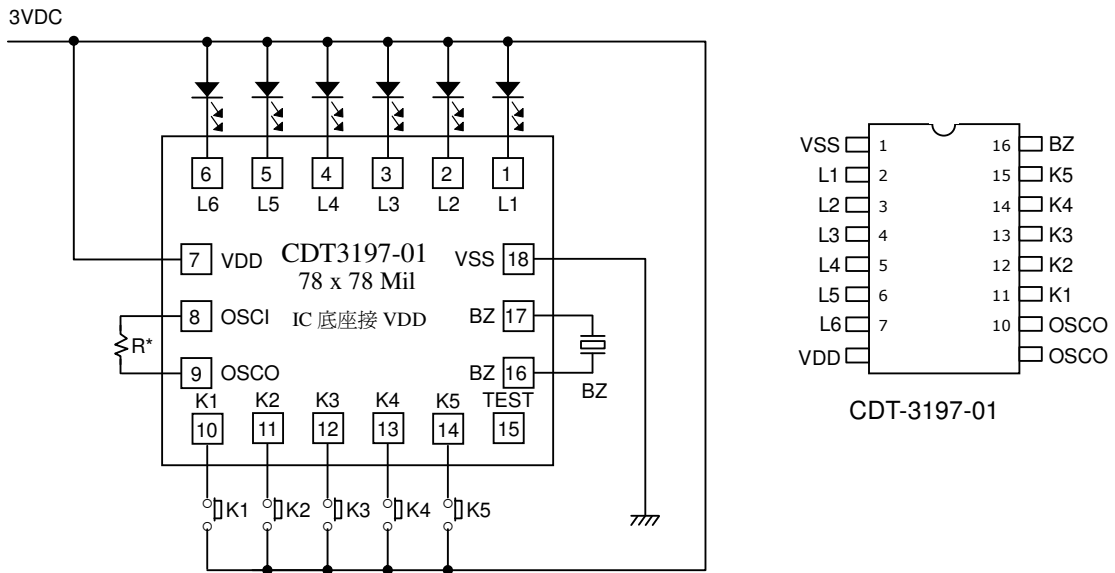 3VDC
6 5 4 3 2 1
L6 L5 L4 L3 L2 L1
7 VDD CDT3197-01 VSS 18
78 x 78 Mil
8 OSCI IC 底座接 VDD BZ 17
R*
9 OSCO BZ 16
BZ
K1 K2 K3 K4 K5 TEST
10 11 12 13 14 15
K1 K2 K3 K4 K5
VSS 1 16 BZ
L1 2 15 K5
L2 3 14 K4
L3 4 13 K3
L4 5 12 K2
L5 6 11 K1
L6 7 10 OSCO
VDD OSCO
CDT-3197-01